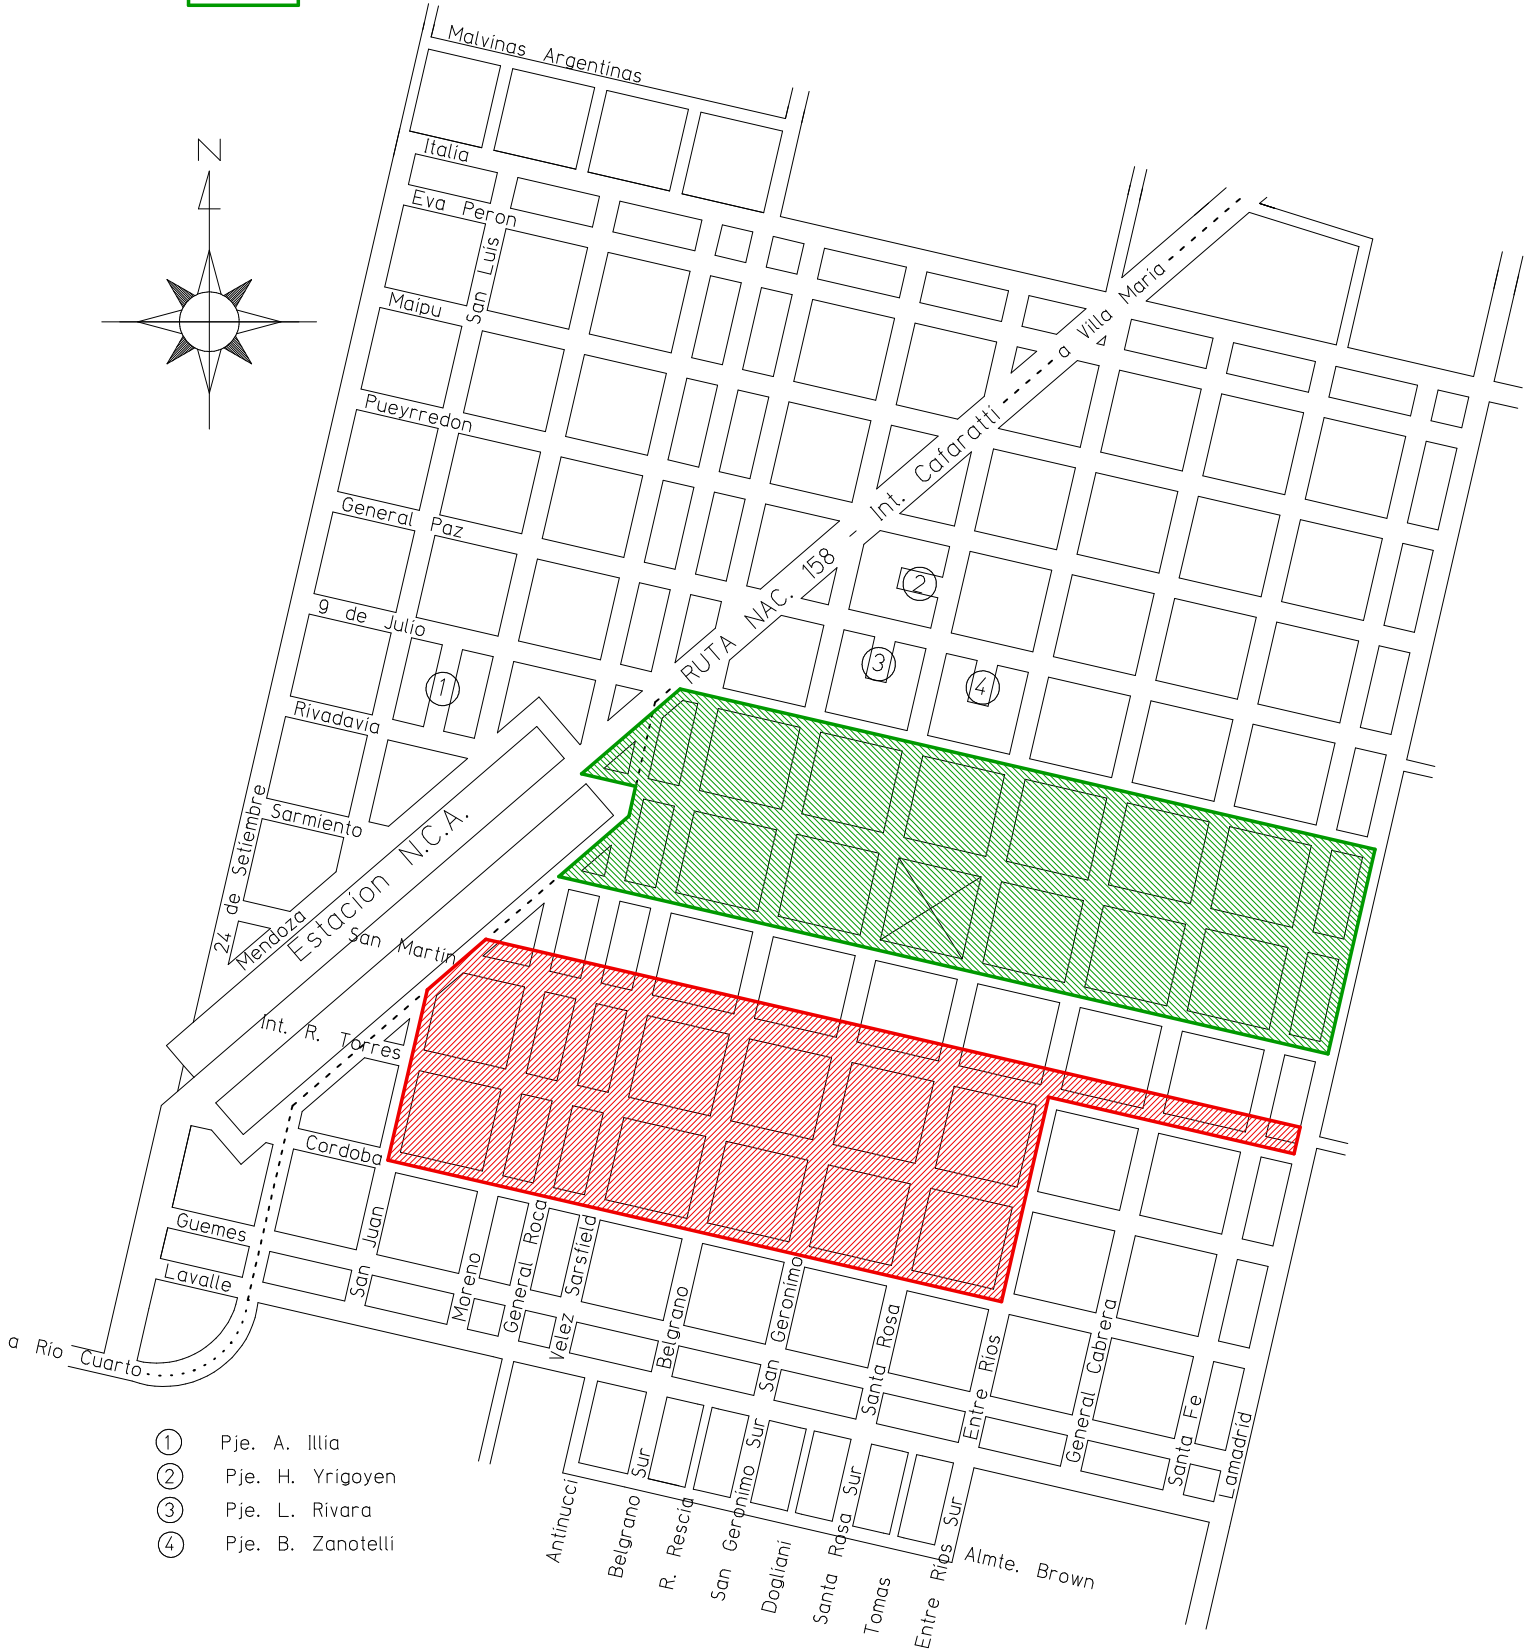 Malvinas Argentinas
N
Italia
Eva Peron
San Luis
Maipu
a Villa Maria
Pueyrredon
RUTA NAC. 158 - Int. Cafaratti
General Paz
2
9 de Julio
3
1
4
Rivadavia
Sarmiento
24 de Setiembre
Mendoza
Estacion N.C.A.
San Martin
Int. R. Torres
Cordoba
Guemes
Lavalle
San Juan
Moreno
General Roca
Velez Sarsfield
Belgrano
San Geronimo
Santa Rosa
Entre Rios
General Cabrera
Santa Fe
Lamadrid
a Rio Cuarto
1 Pje. A. Illia
2 Pje. H. Yrigoyen
3 Pje. L. Rivara
4 Pje. B. Zanotelli
Antinucci
Belgrano Sur
R. Rescia
San Geronimo Sur
Dogliani
Santa Rosa Sur
Tomas
Entre Rios Sur
Almte. Brown